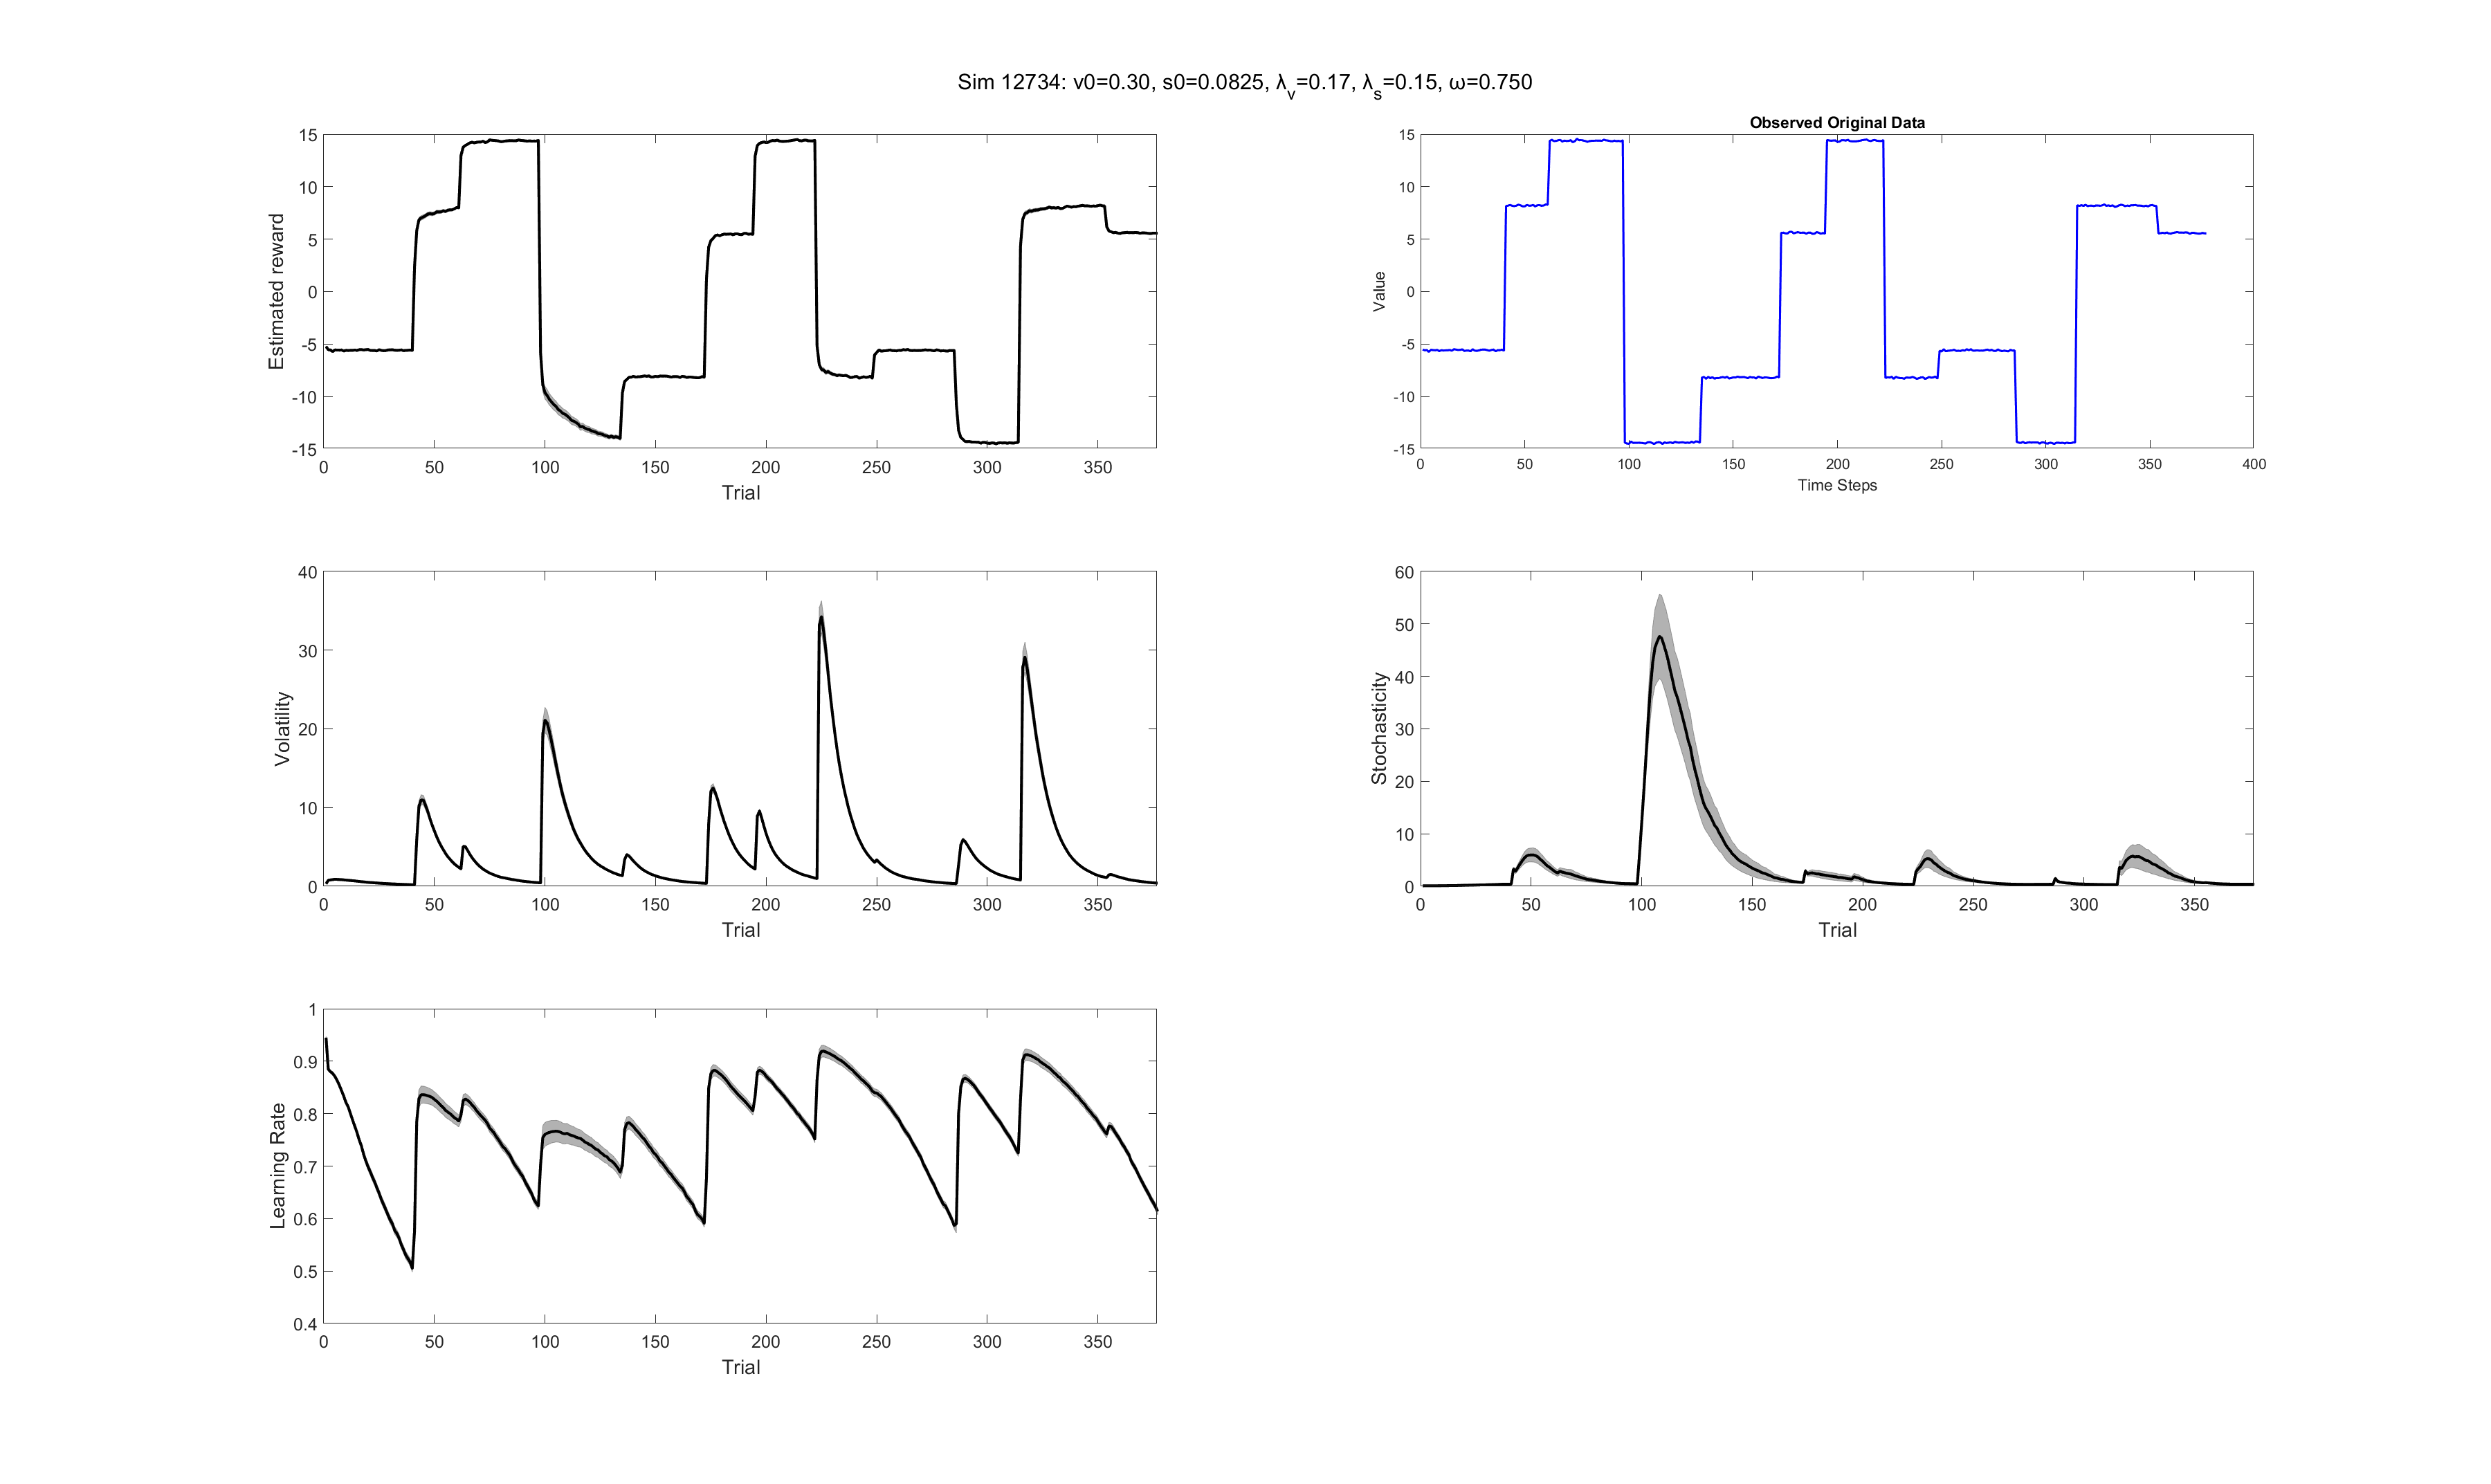 Sim 12734: v0=0.30, s0=0.0825, λv=0.17, λs=0.15, ω=0.750
Estimated reward
15
10
5
0
-5
-10
-15
0 50 100 150 200 250 300 350
Trial
Observed Original Data
Value
15
10
5
0
-5
-10
-15
0 50 100 150 200 250 300 350 400
Time Steps
Volatility
40
30
20
10
0
0 50 100 150 200 250 300 350
Trial
Stochasticity
60
50
40
30
20
10
0
0 50 100 150 200 250 300 350
Trial
Learning Rate
1
0.9
0.8
0.7
0.6
0.5
0.4
0 50 100 150 200 250 300 350
Trial